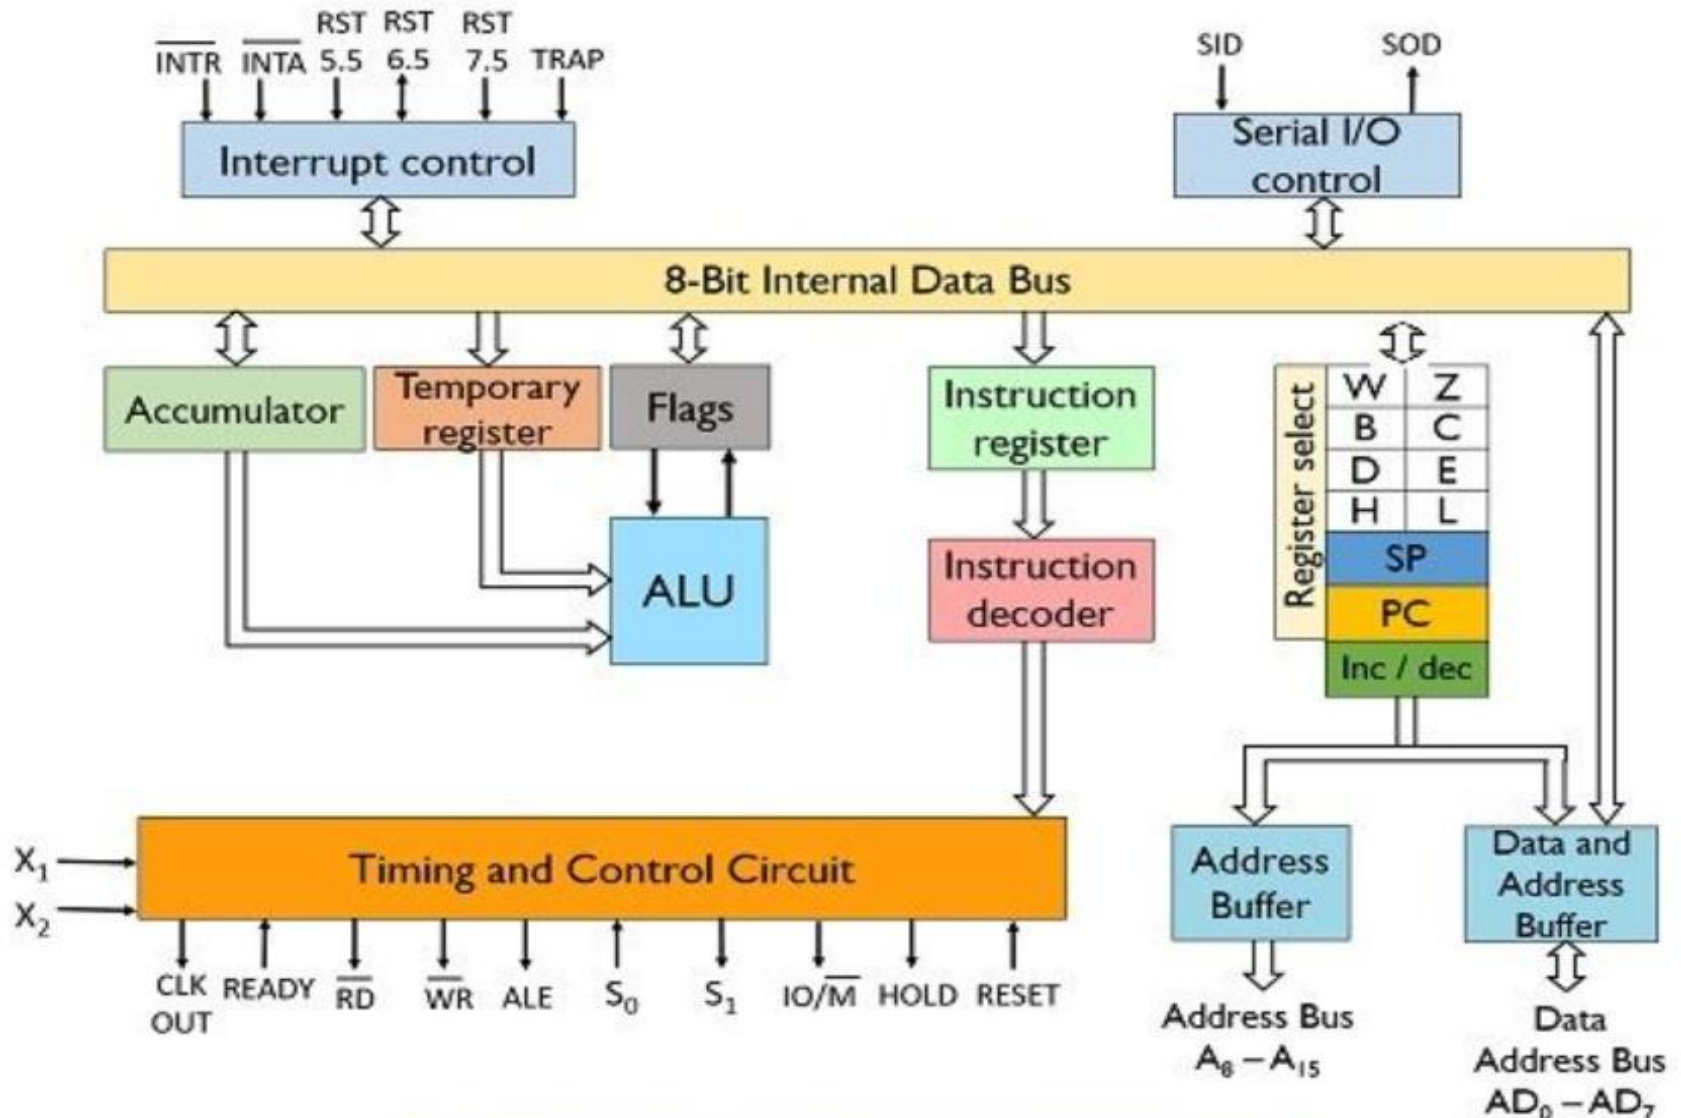 RST RST RST
INTR INTA 5.5 6.5 7.5 TRAP
SID SOD
Interrupt control
Serial I/O
control
8-Bit Internal Data Bus
Accumulator
Temporary
register
Flags
Instruction
register
Register select
W Z
B C
D E
H L
SP
PC
Inc / dec
ALU
Instruction
decoder
X₁
X₂
Timing and Control Circuit
Address
Buffer
Data and
Address
Buffer
CLK
OUT
READY
RD
WR
ALE
S₀
S₁
IO/M
HOLD
RESET
Address Bus
A₈ – A₁₅
Data
Address Bus
AD₀ – AD₇